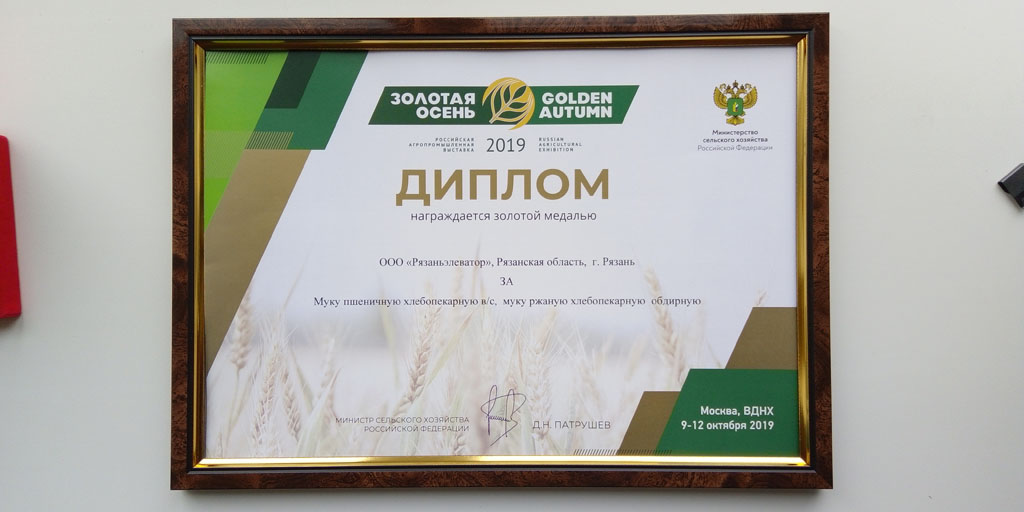 ЗОЛОТАЯ
ОСЕНЬ
GOLDEN
AUTUMN
РОССИЙСКАЯ
АГРОПРОМЫШЛЕННАЯ
ВЫСТАВКА
2019
RUSSIAN
AGRICULTURAL
EXHIBITION
Министерство
сельского хозяйства
Российской Федерации
ДИПЛОМ
награждается золотой медалью
ООО «Рязаньэлеватор», Рязанская область, г. Рязань
ЗА
Муку пшеничную хлебопекарную в/с, муку ржаную хлебопекарную обдирную
МИНИСТР СЕЛЬСКОГО ХОЗЯЙСТВА
РОССИЙСКОЙ ФЕДЕРАЦИИ
Д.Н. ПАТРУШЕВ
Москва, ВДНХ
9-12 октября 2019